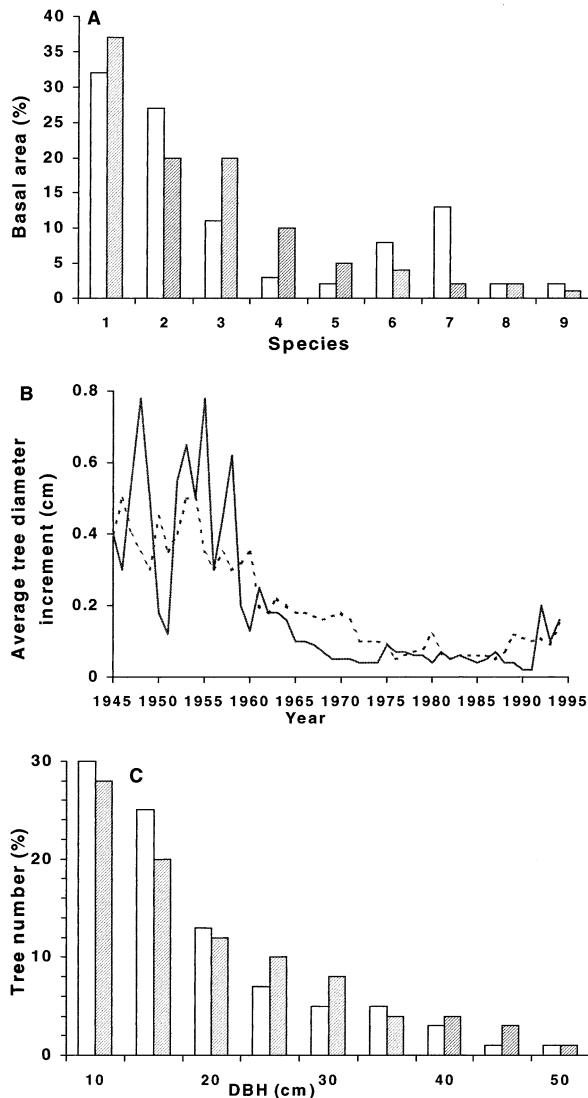 A
Basal area (%)
40
35
30
25
20
15
10
5
0
1 2 3 4 5 6 7 8 9
Species
B
Average tree diameter
increment (cm)
0.8
0.6
0.4
0.2
0
1945 1950 1955 1960 1965 1970 1975 1980 1985 1990 1995
Year
C
Tree number (%)
30
20
10
0
10 20 30 40 50
DBH (cm)